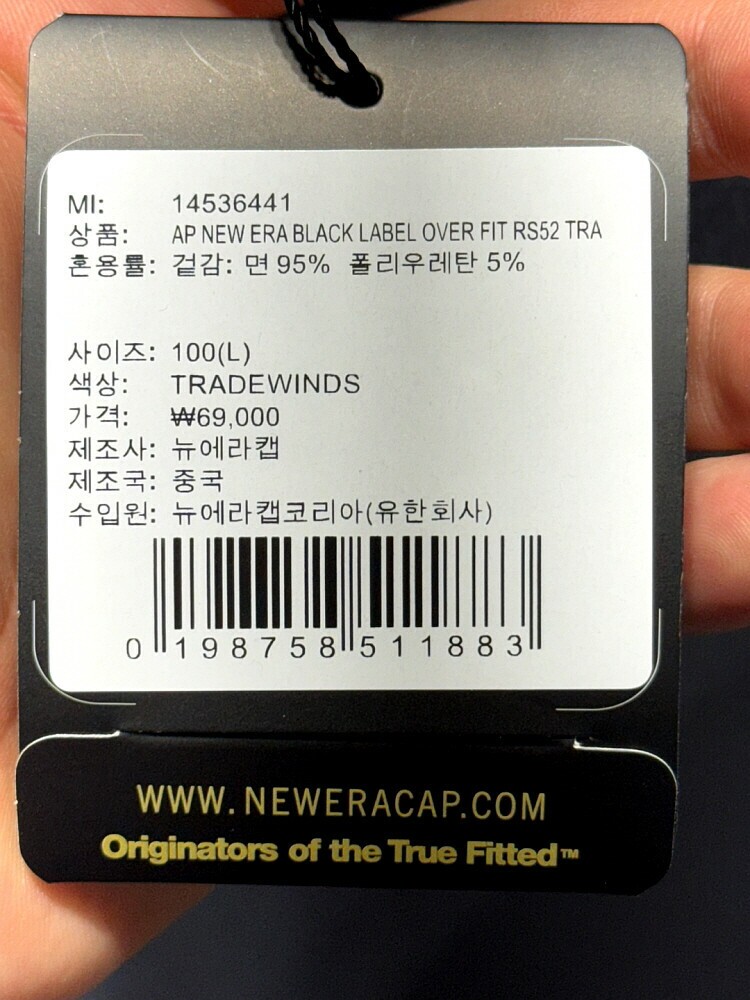 MI: 14536441
상품: AP NEW ERA BLACK LABEL OVER FIT RS52 TRA
혼용률: 겉감: 면 95% 폴리우레탄 5%
사이즈: 100(L)
색상: TRADEWINDS
가격: ₩69,000
제조사: 뉴에라캡
제조국: 중국
수입원: 뉴에라캡코리아(유한회사)
0 198758 511883
WWW.NEWERACAP.COM
Originators of the True Fitted™